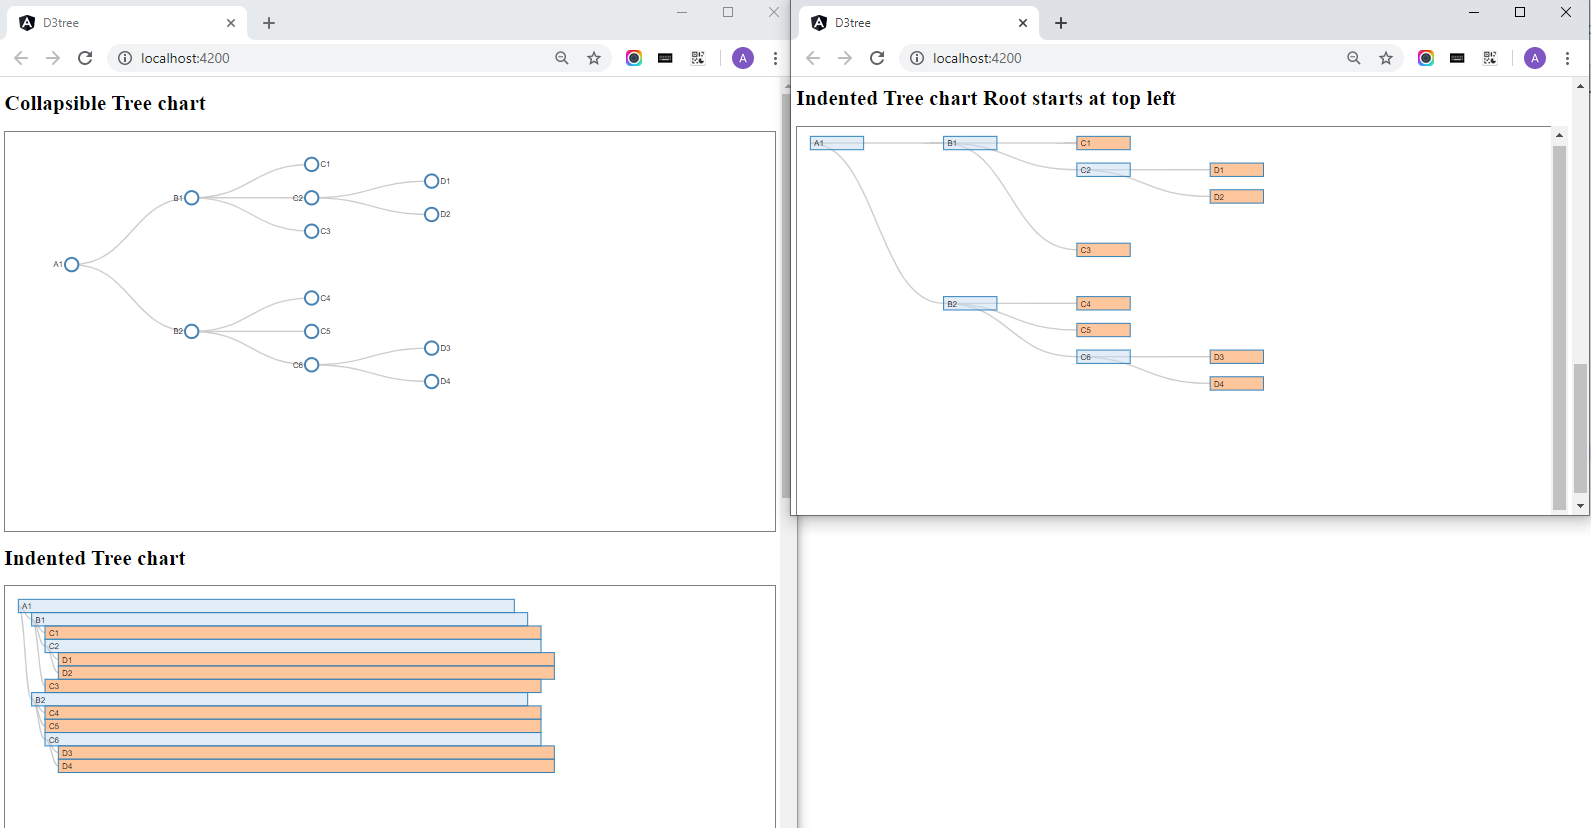 D3tree
localhost:4200
A
Collapsible Tree chart
C1
D1
B1
C2
D2
C3
A1
C4
B2
C5
D3
C6
D4
Indented Tree chart
A1
B1
C1
C2
D1
D2
C3
B2
C4
C5
C6
D3
D4
D3tree
localhost:4200
A
Indented Tree chart Root starts at top left
A1 B1 C1
C2 D1
D2
C3
B2 C4
C5
C6 D3
D4